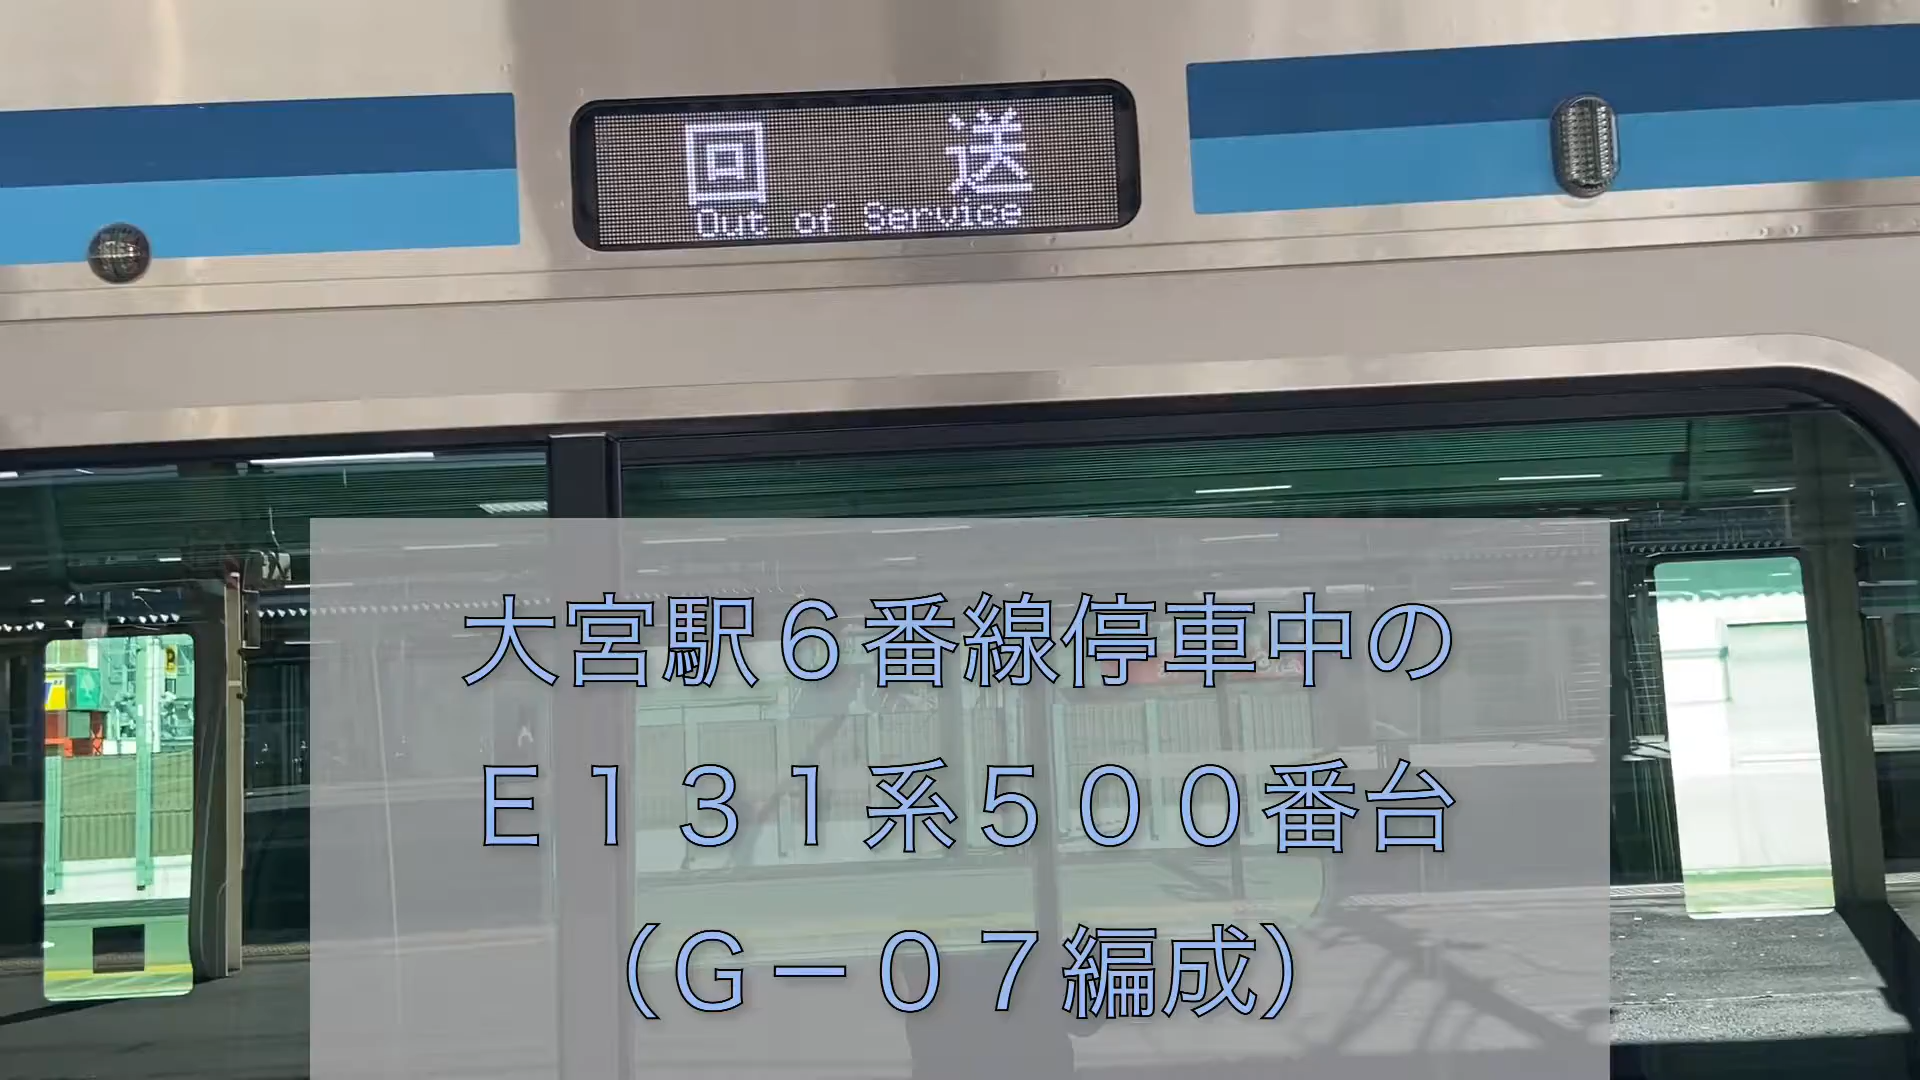 回 送
Out of Service
大宮駅６番線停車中の
Ｅ１３１系５００番台
（Ｇ－０７編成）